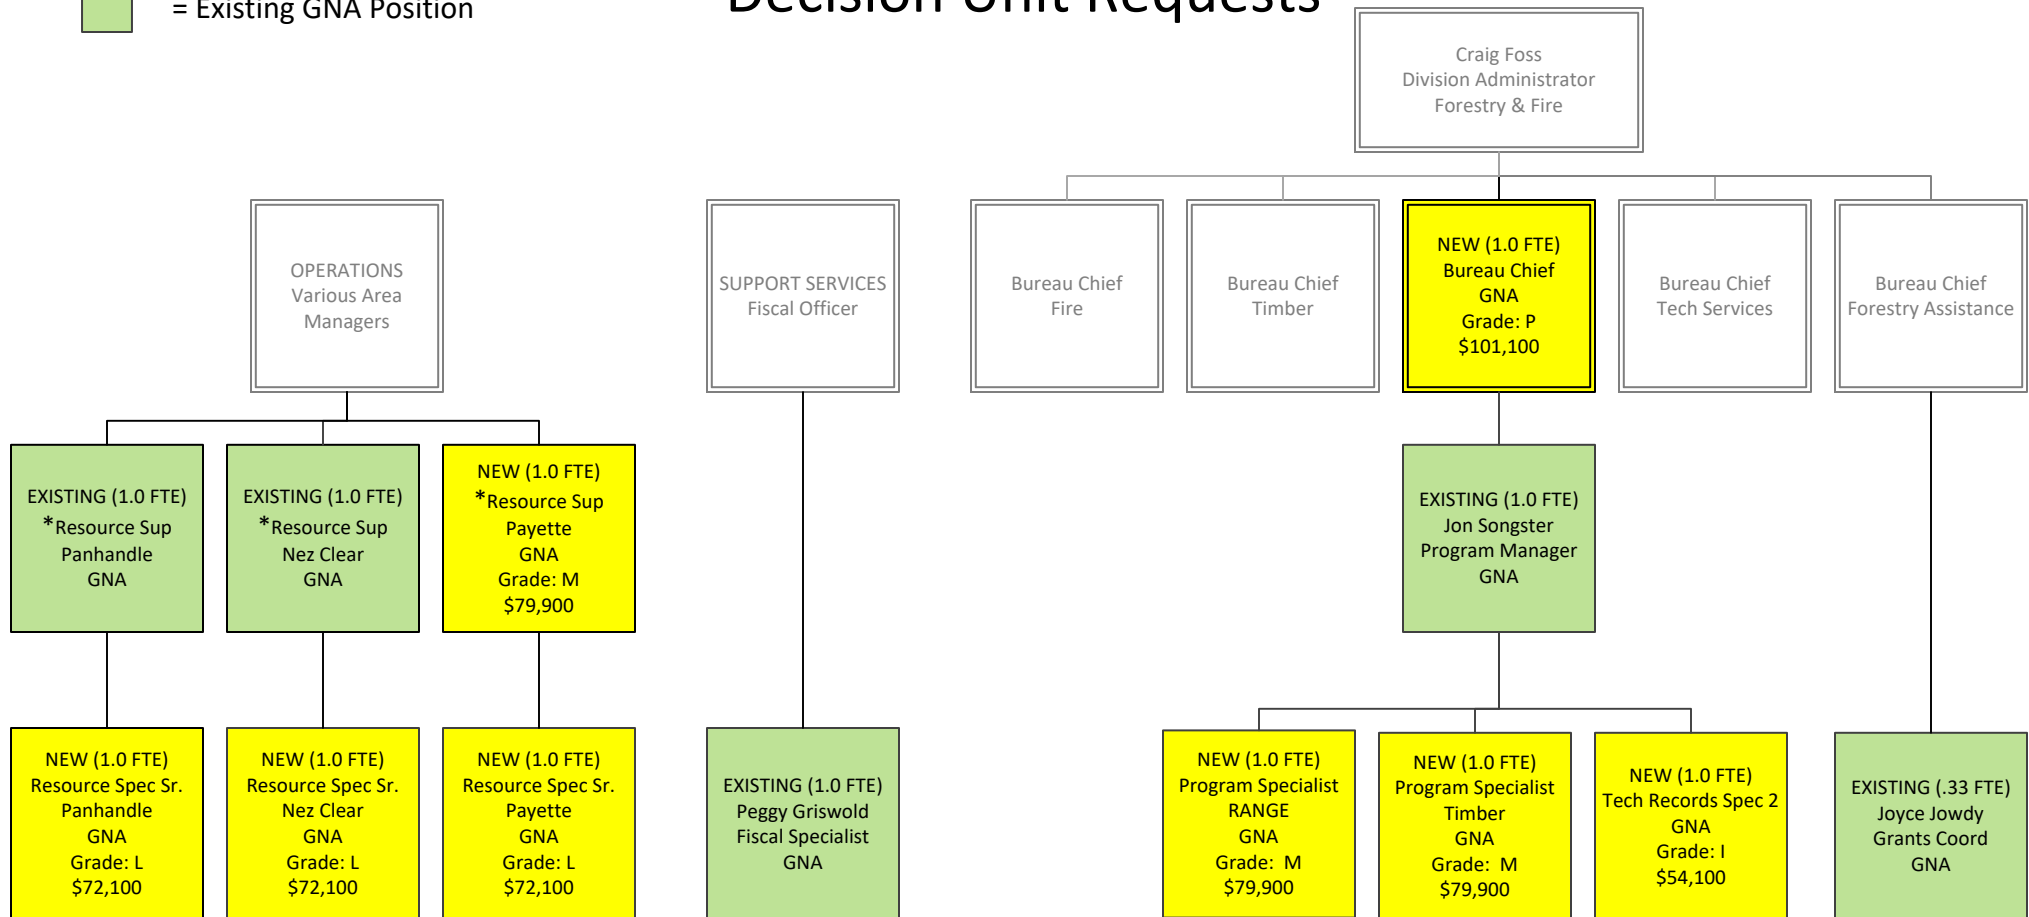 = Existing GNA Position
Decision Unit Requests
Craig Foss
Division Administrator
Forestry & Fire
OPERATIONS
Various Area
Managers
SUPPORT SERVICES
Fiscal Officer
Bureau Chief
Fire
Bureau Chief
Timber
NEW (1.0 FTE)
Bureau Chief
GNA
Grade: P
$101,100
Bureau Chief
Tech Services
Bureau Chief
Forestry Assistance
EXISTING (1.0 FTE)
*Resource Sup
Panhandle
GNA
EXISTING (1.0 FTE)
*Resource Sup
Nez Clear
GNA
NEW (1.0 FTE)
*Resource Sup
Payette
GNA
Grade: M
$79,900
EXISTING (1.0 FTE)
Jon Songster
Program Manager
GNA
NEW (1.0 FTE)
Resource Spec Sr.
Panhandle
GNA
Grade: L
$72,100
NEW (1.0 FTE)
Resource Spec Sr.
Nez Clear
GNA
Grade: L
$72,100
NEW (1.0 FTE)
Resource Spec Sr.
Payette
GNA
Grade: L
$72,100
EXISTING (1.0 FTE)
Peggy Griswold
Fiscal Specialist
GNA
NEW (1.0 FTE)
Program Specialist
RANGE
GNA
Grade:  M
$79,900
NEW (1.0 FTE)
Program Specialist
Timber
GNA
Grade:  M
$79,900
NEW (1.0 FTE)
Tech Records Spec 2
GNA
Grade: I
$54,100
EXISTING (.33 FTE)
Joyce Jowdy
Grants Coord
GNA